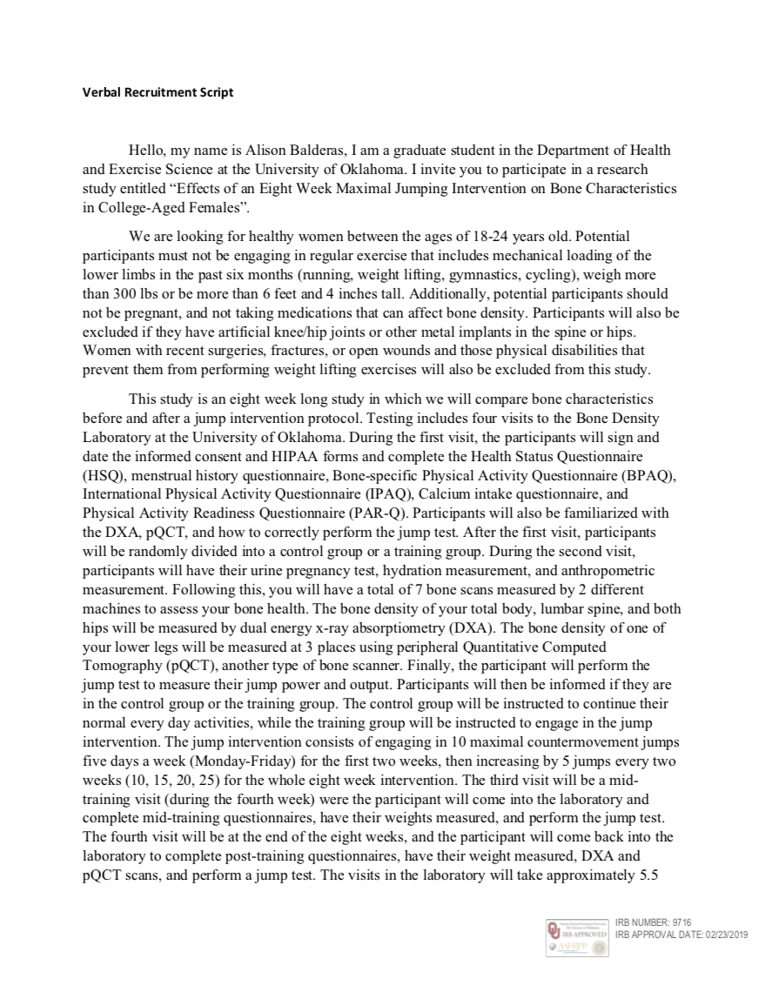 Verbal Recruitment Script
Hello, my name is Alison Balderas, I am a graduate student in the Department of Health
and Exercise Science at the University of Oklahoma. I invite you to participate in a research
study entitled “Effects of an Eight Week Maximal Jumping Intervention on Bone Characteristics
in College-Aged Females”.
We are looking for healthy women between the ages of 18-24 years old. Potential
participants must not be engaging in regular exercise that includes mechanical loading of the
lower limbs in the past six months (running, weight lifting, gymnastics, cycling), weigh more
than 300 lbs or be more than 6 feet and 4 inches tall. Additionally, potential participants should
not be pregnant, and not taking medications that can affect bone density. Participants will also be
excluded if they have artificial knee/hip joints or other metal implants in the spine or hips.
Women with recent surgeries, fractures, or open wounds and those physical disabilities that
prevent them from performing weight lifting exercises will also be excluded from this study.
This study is an eight week long study in which we will compare bone characteristics
before and after a jump intervention protocol. Testing includes four visits to the Bone Density
Laboratory at the University of Oklahoma. During the first visit, the participants will sign and
date the informed consent and HIPAA forms and complete the Health Status Questionnaire
(HSQ), menstrual history questionnaire, Bone-specific Physical Activity Questionnaire (BPAQ),
International Physical Activity Questionnaire (IPAQ), Calcium intake questionnaire, and
Physical Activity Readiness Questionnaire (PAR-Q). Participants will also be familiarized with
the DXA, pQCT, and how to correctly perform the jump test. After the first visit, participants
will be randomly divided into a control group or a training group. During the second visit,
participants will have their urine pregnancy test, hydration measurement, and anthropometric
measurement. Following this, you will have a total of 7 bone scans measured by 2 different
machines to assess your bone health. The bone density of your total body, lumbar spine, and both
hips will be measured by dual energy x-ray absorptiometry (DXA). The bone density of one of
your lower legs will be measured at 3 places using peripheral Quantitative Computed
Tomography (pQCT), another type of bone scanner. Finally, the participant will perform the
jump test to measure their jump power and output. Participants will then be informed if they are
in the control group or the training group. The control group will be instructed to continue their
normal every day activities, while the training group will be instructed to engage in the jump
intervention. The jump intervention consists of engaging in 10 maximal countermovement jumps
five days a week (Monday-Friday) for the first two weeks, then increasing by 5 jumps every two
weeks (10, 15, 20, 25) for the whole eight week intervention. The third visit will be a mid-
training visit (during the fourth week) were the participant will come into the laboratory and
complete mid-training questionnaires, have their weights measured, and perform the jump test.
The fourth visit will be at the end of the eight weeks, and the participant will come back into the
laboratory to complete post-training questionnaires, have their weight measured, DXA and
pQCT scans, and perform a jump test. The visits in the laboratory will take approximately 5.5
IRB APPROVED
AAHRPP
IRB NUMBER: 9716
IRB APPROVAL DATE: 02/23/2019